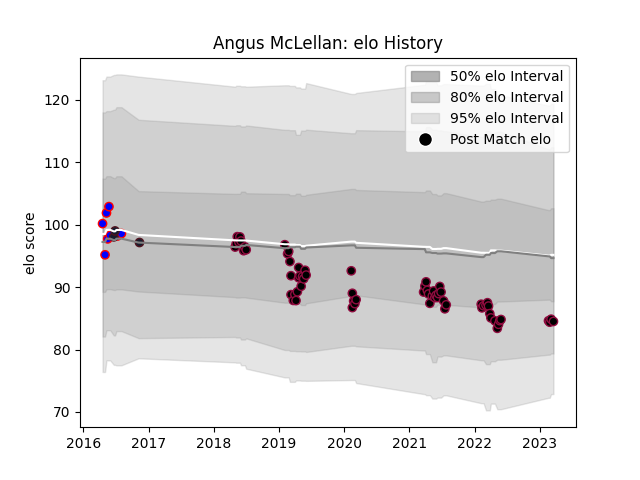 Angus McLellan: elo History
50% elo Interval
80% elo Interval
95% elo Interval
Post Match elo
elo score
120
110
100
90
80
70
2016 2017 2018 2019 2020 2021 2022 2023